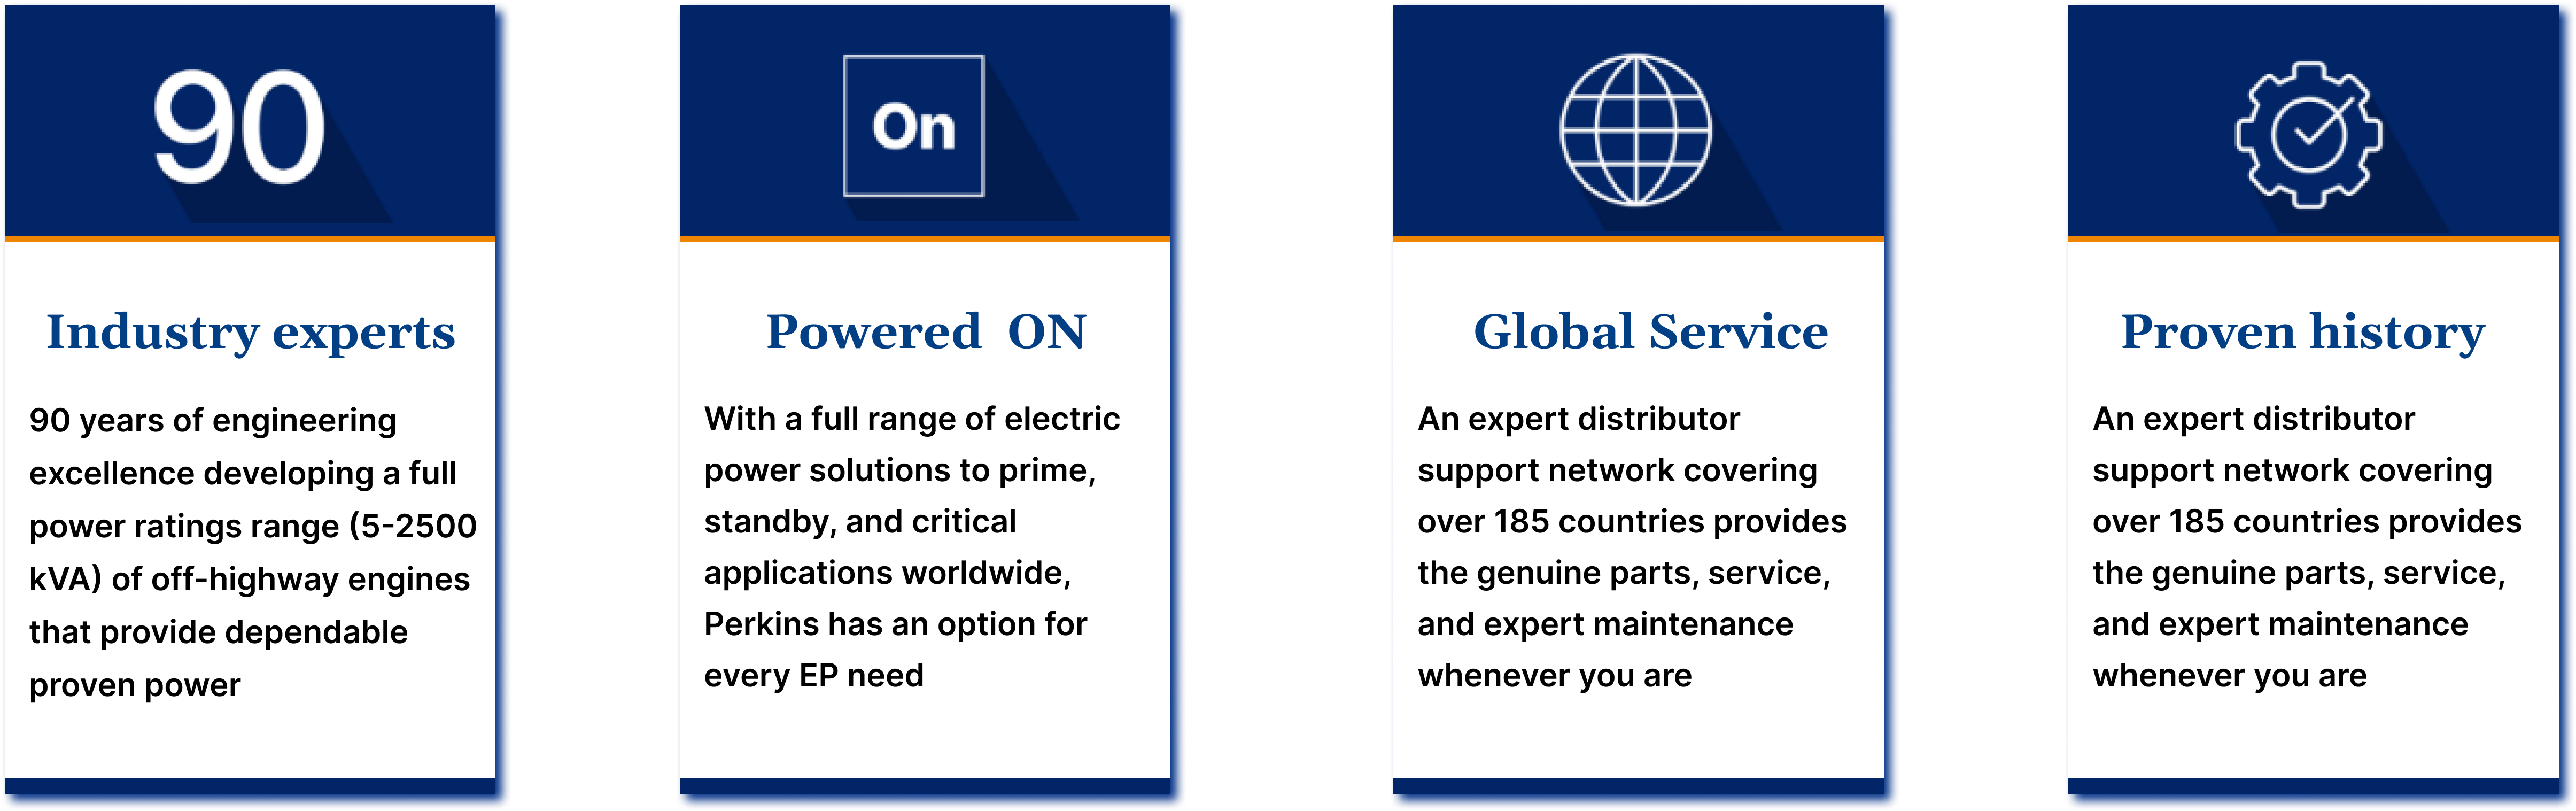 90
Industry experts
90 years of engineering
excellence developing a full
power ratings range (5-2500
kVA) of off-highway engines
that provide dependable
proven power
On
Powered  ON
With a full range of electric
power solutions to prime,
standby, and critical
applications worldwide,
Perkins has an option for
every EP need
Global Service
An expert distributor
support network covering
over 185 countries provides
the genuine parts, service,
and expert maintenance
whenever you are
Proven history
An expert distributor
support network covering
over 185 countries provides
the genuine parts, service,
and expert maintenance
whenever you are